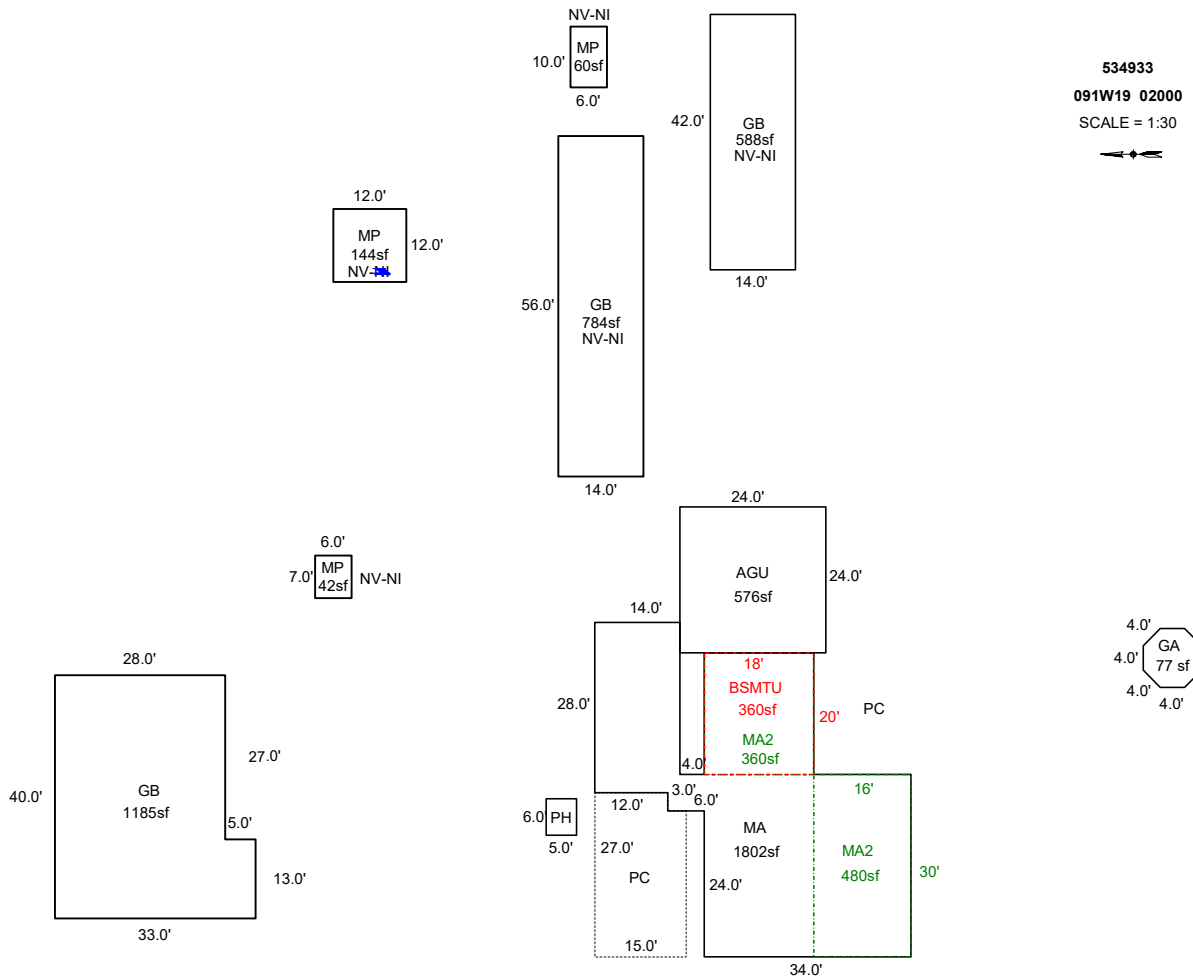 NV-NI
MP
60sf
10.0'
6.0'
42.0'
GB
588sf
NV-NI
14.0'
534933
091W19 02000
SCALE = 1:30
12.0'
MP
144sf
NV-NI
12.0'
56.0'
GB
784sf
NV-NI
14.0'
6.0'
7.0'
MP
42sf
NV-NI
24.0'
AGU
576sf
24.0'
14.0'
28.0'
18'
BSMTU
360sf
20'
MA2
360sf
PC
4.0'
4.0'
GA
77 sf
4.0'
4.0'
4.0'
28.0'
40.0'
GB
1185sf
27.0'
5.0'
13.0'
33.0'
6.0'
PH
5.0'
12.0'
3.0'
6.0'
27.0'
PC
15.0'
24.0'
MA
1802sf
16'
MA2
480sf
30'
34.0'